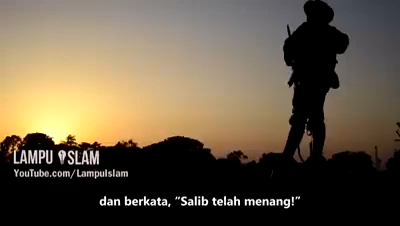 LAMPU ISLAM
YouTube.com/LampuIslam
dan berkata, “Salib telah menang!”